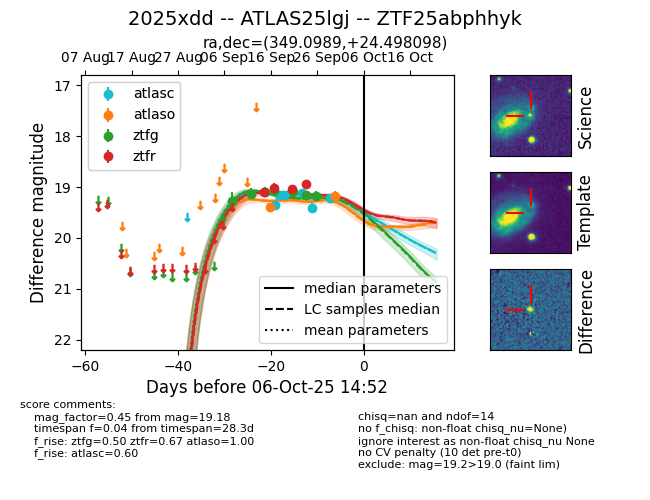 2025xdd -- ATLAS25lgj -- ZTF25abphhyk
ra,dec=(349.0989,+24.498098)
07 Aug 17 Aug 27 Aug 06 Sep 16 Sep 26 Sep 06 Oct 16 Oct
17
18
19
20
21
22
Difference magnitude
atlasc
atlaso
ztfg
ztfr
median parameters
LC samples median
mean parameters
−60 −40 −20 0
Days before 06-Oct-25 14:52
Science
Template
Difference
score comments:
mag_factor=0.45 from mag=19.18
timespan f=0.04 from timespan=28.3d
f_rise: ztfg=0.50 ztfr=0.67 atlaso=1.00
f_rise: atlasc=0.60
chisq=nan and ndof=14
no f_chisq: non-float chisq_nu=None)
ignore interest as non-float chisq_nu None
no CV penalty (10 det pre-t0)
exclude: mag=19.2>19.0 (faint lim)